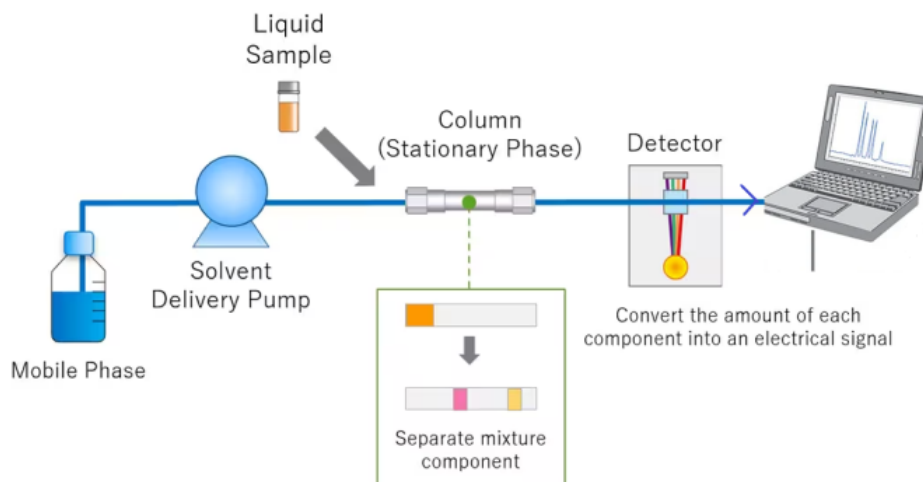 Liquid
Sample
Column
(Stationary Phase)
Detector
Solvent
Delivery Pump
Mobile Phase
Convert the amount of each
component into an electrical signal
Separate mixture
component